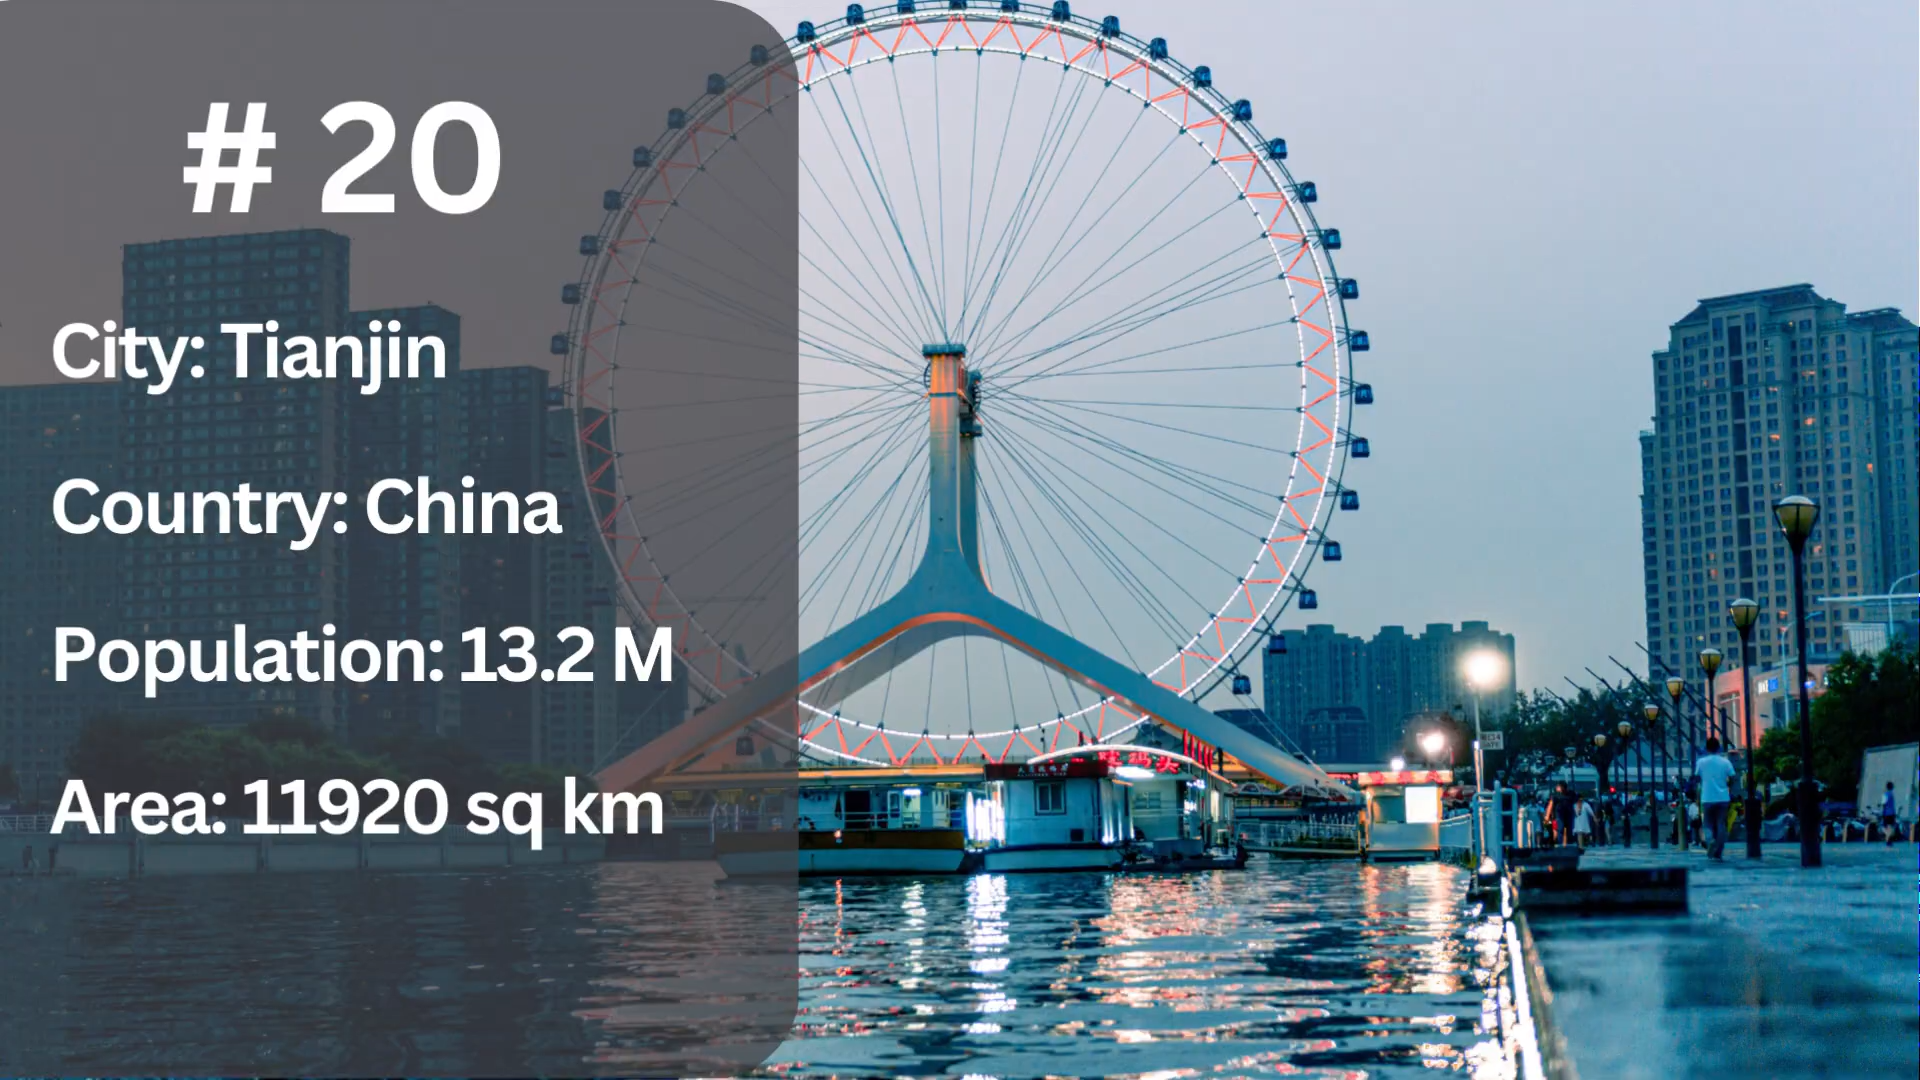 # 20
City: Tianjin
Country: China
Population: 13.2 M
Area: 11920 sq km